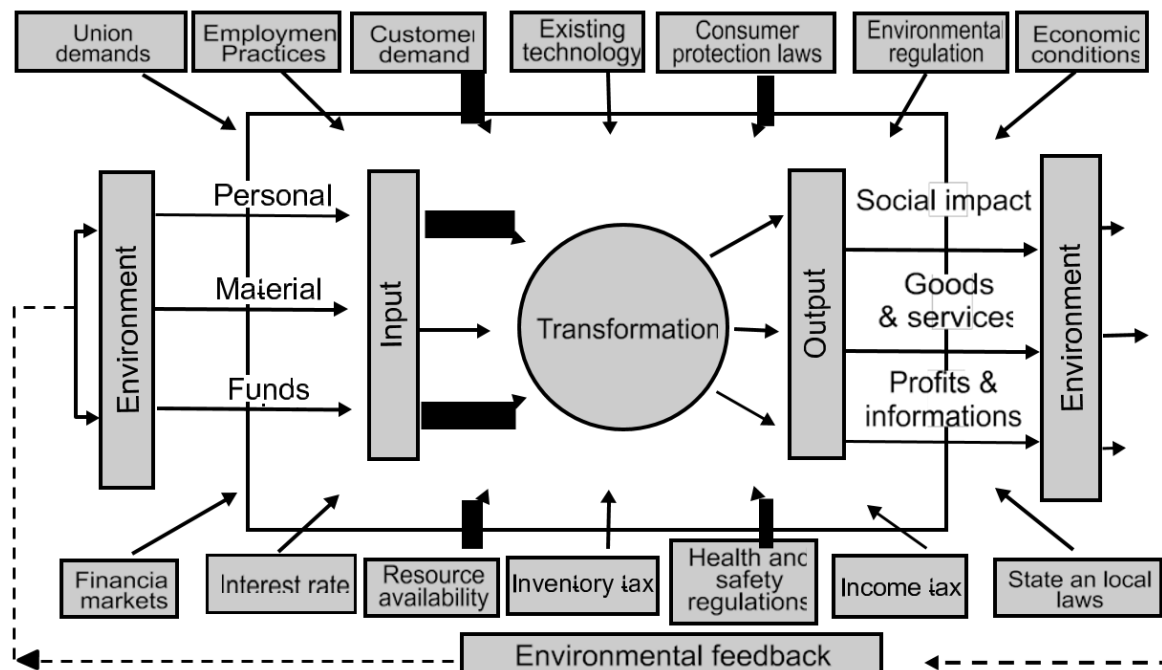 Union
demands
Employmen
Practices
Customer
demand
Existing
technology
Consumer
protection laws
Environmental
regulation
Economic
conditions
Environment
Personal
Material
Funds
Input
Transformation
Output
Social impact
Goods
& services
Profits &
informations
Environment
Financia
markets
Interest rate
Resource
availability
Inventory tax
Health and
safety
regulations
Income tax
State an local
laws
Environmental feedback